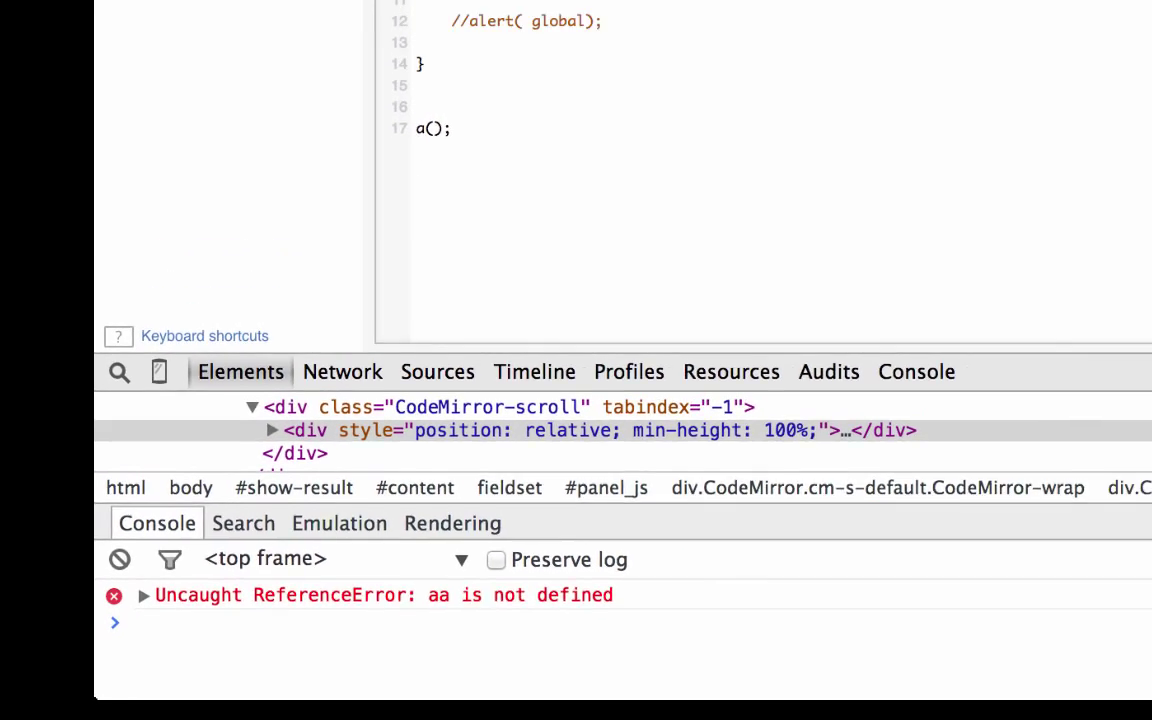 11
12 //alert( global);
13
14 }
15
16
17 a();
? Keyboard shortcuts
Elements Network Sources Timeline Profiles Resources Audits Console
▼<div class="CodeMirror-scroll" tabindex="-1">
▶<div style="position: relative; min-height: 100%;">…</div>
</div>
html body #show-result #content fieldset #panel_js div.CodeMirror.cm-s-default.CodeMirror-wrap div.C
Console Search Emulation Rendering
<top frame> ▼ Preserve log
▶Uncaught ReferenceError: aa is not defined
>